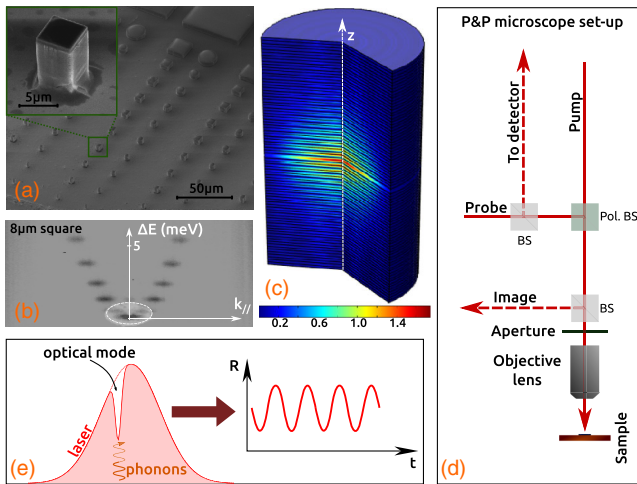 5μm
50μm
(a)
8μm square
ΔE (meV)
5
k//
(b)
z
(c)
0.2 0.6 1.0 1.4
P&P microscope set-up
To detector
Pump
Probe
BS
Pol. BS
Image
BS
Aperture
Objective
lens
Sample
(d)
optical mode
laser
phonons
R
t
(e)